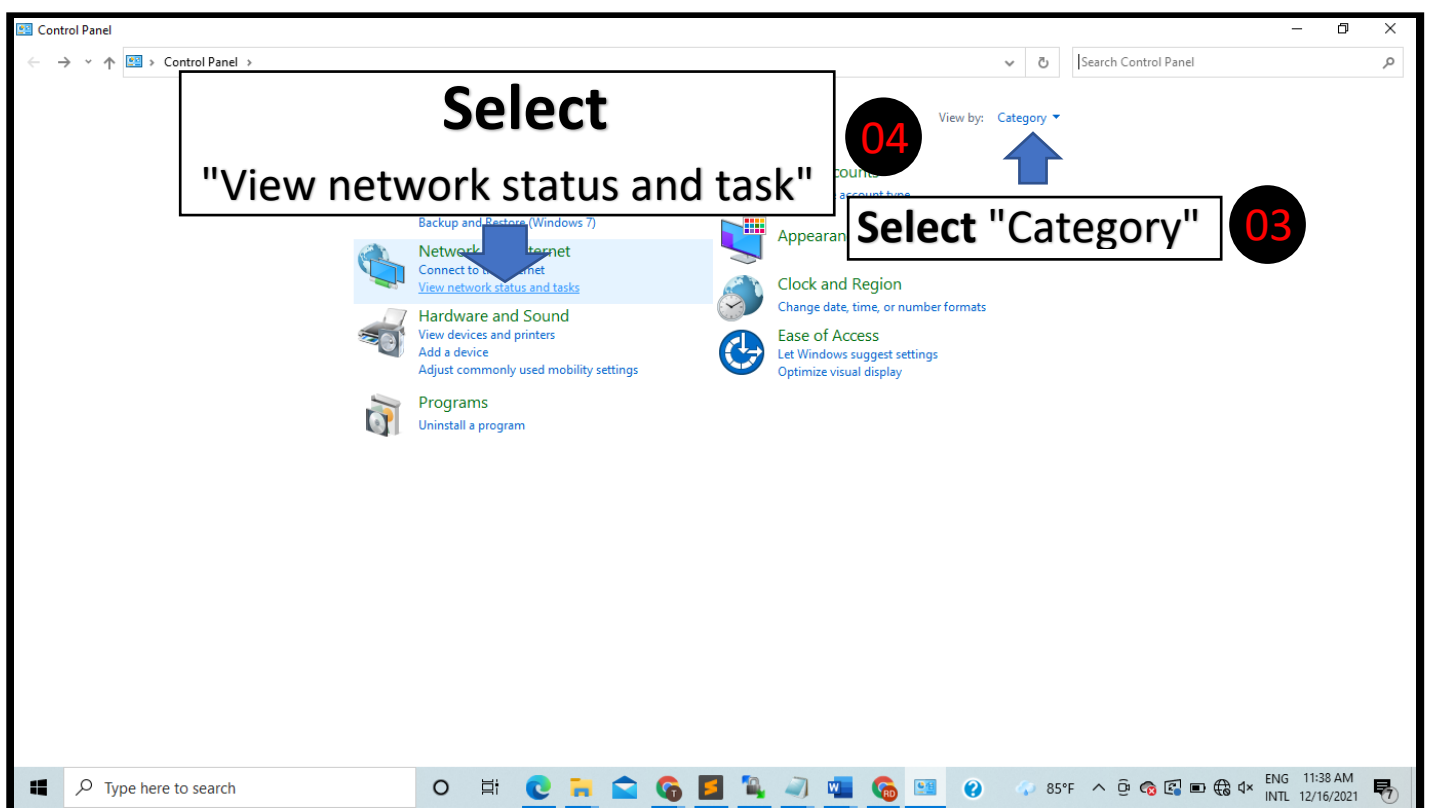 Control Panel
Control Panel
Search Control Panel
Select
"View network status and task"
04
View by: Category
account type
Select "Category"
03
Backup and Restore (Windows 7)
Connect to
View network status and tasks
Hardware and Sound
View devices and printers
Add a device
Adjust commonly used mobility settings
Programs
Uninstall a program
Clock and Region
Change date, time, or number formats
Ease of Access
Let Windows suggest settings
Optimize visual display
Type here to search
85°F
ENG
INTL
11:38 AM
12/16/2021
7